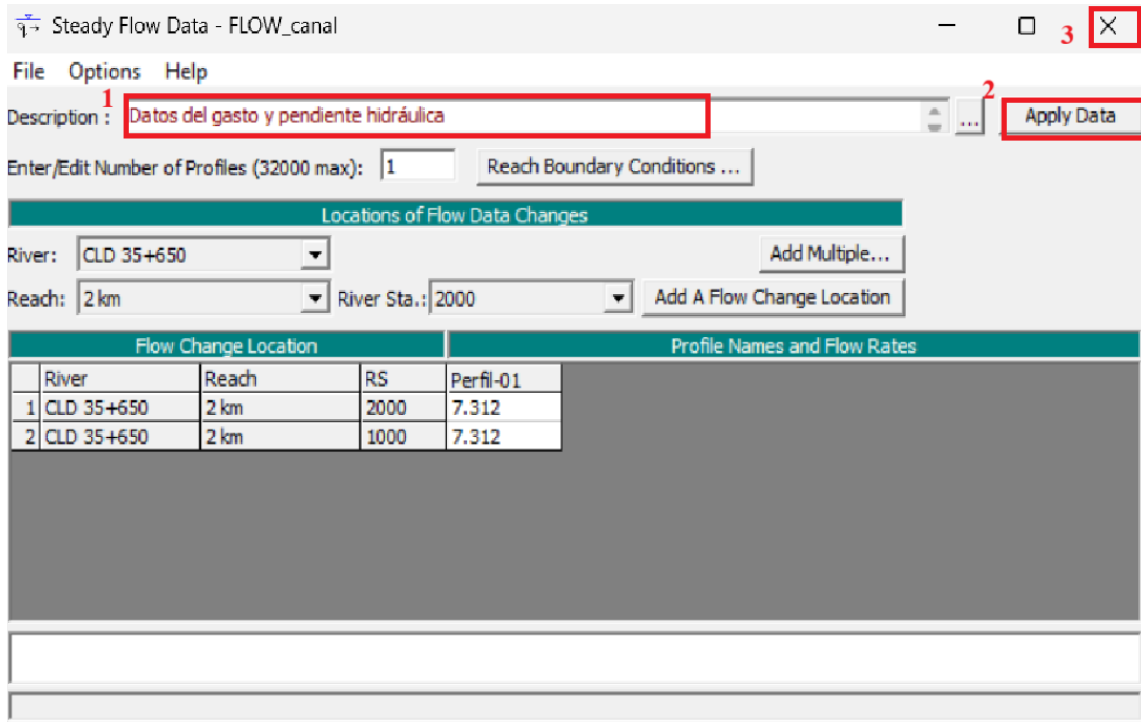 Steady Flow Data - FLOW_canal
3
File Options Help
1
2
Description : Datos del gasto y pendiente hidráulica ... Apply Data
Enter/Edit Number of Profiles (32000 max): 1 Reach Boundary Conditions ...
Locations of Flow Data Changes
River: CLD 35+650 Add Multiple...
Reach: 2 km River Sta.: 2000 Add A Flow Change Location
Flow Change Location Profile Names and Flow Rates
River Reach RS Perfil-01
1 CLD 35+650 2 km 2000 7.312
2 CLD 35+650 2 km 1000 7.312